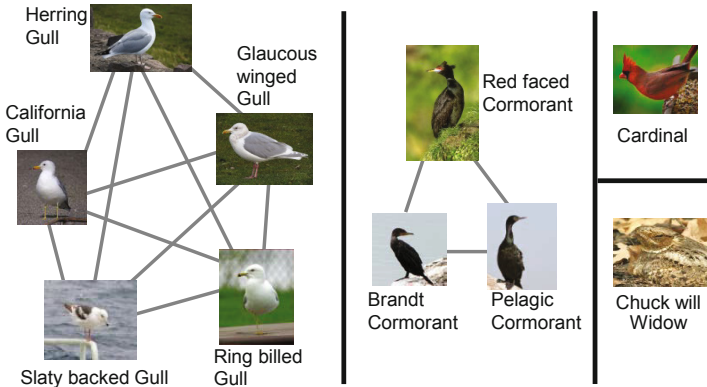 Herring
Gull
Glaucous
winged
Gull
California
Gull
Slaty backed Gull
Ring billed
Gull
Red faced
Cormorant
Brandt
Cormorant
Pelagic
Cormorant
Cardinal
Chuck will
Widow